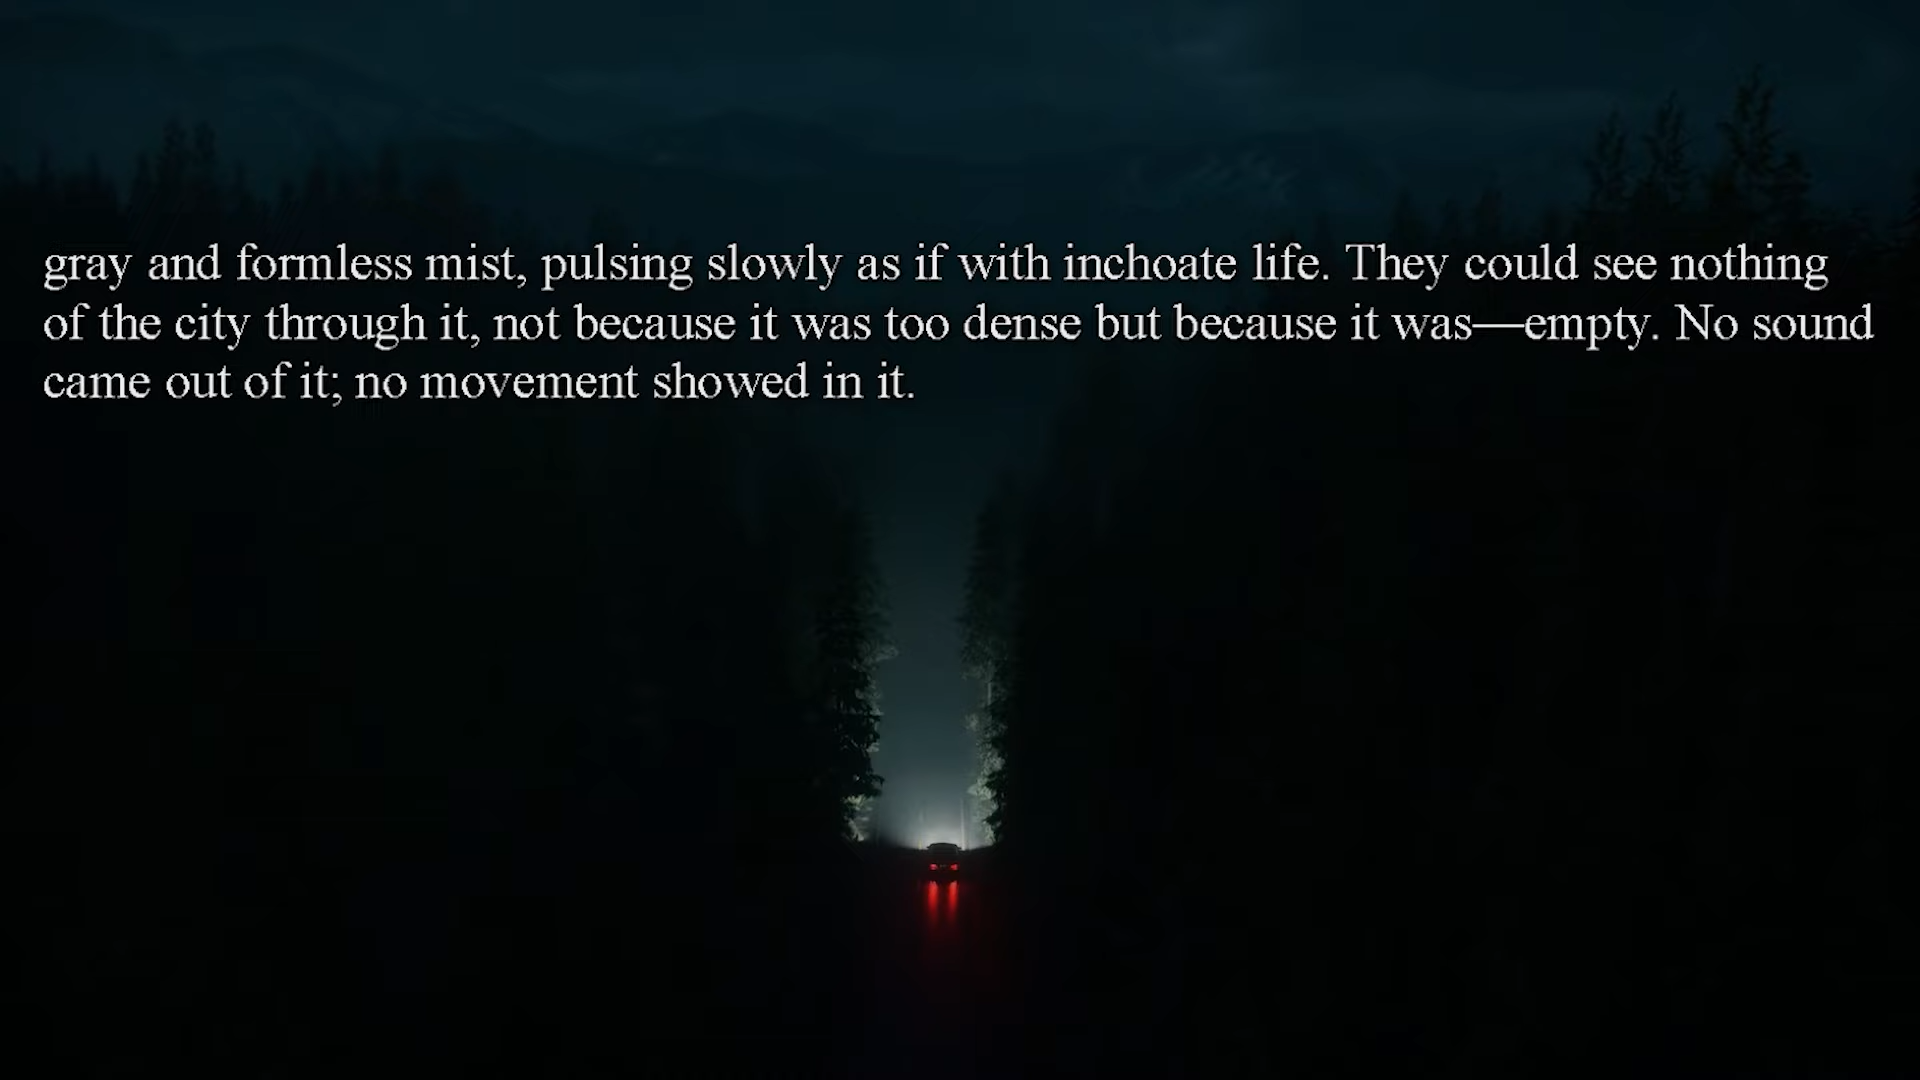 gray and formless mist, pulsing slowly as if with inchoate life. They could see nothing
of the city through it, not because it was too dense but because it was—empty. No sound
came out of it; no movement showed in it.